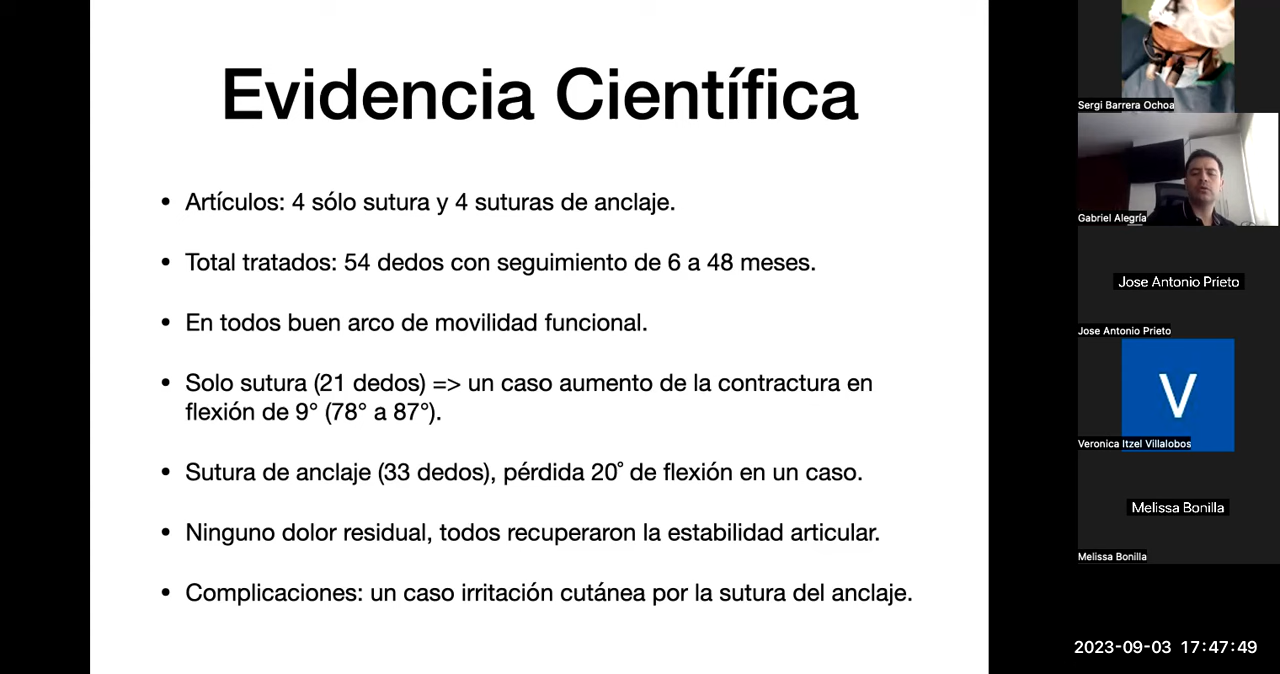 Evidencia Científica
• Artículos: 4 sólo sutura y 4 suturas de anclaje.
• Total tratados: 54 dedos con seguimiento de 6 a 48 meses.
• En todos buen arco de movilidad funcional.
• Solo sutura (21 dedos) => un caso aumento de la contractura en
flexión de 9° (78° a 87°).
• Sutura de anclaje (33 dedos), pérdida 20° de flexión en un caso.
• Ninguno dolor residual, todos recuperaron la estabilidad articular.
• Complicaciones: un caso irritación cutánea por la sutura del anclaje.
Sergi Barrera Ochoa
Gabriel Alegría
Jose Antonio Prieto
Jose Antonio Prieto
V
Veronica Itzel Villalobos
Melissa Bonilla
Melissa Bonilla
2023-09-03 17:47:49